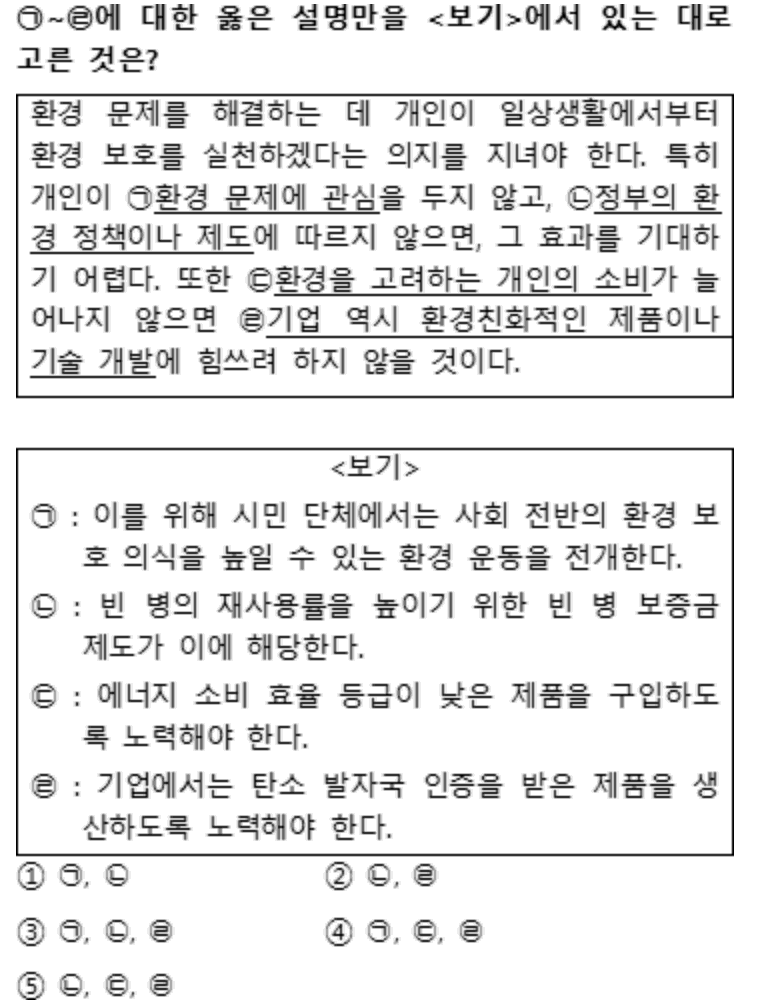 ㉠~㉣에 대한 옳은 설명만을 <보기>에서 있는 대로
고른 것은?
환경 문제를 해결하는 데 개인이 일상생활에서부터
환경 보호를 실천하겠다는 의지를 지녀야 한다. 특히
개인이 ㉠환경 문제에 관심을 두지 않고, ㉡정부의 환
경 정책이나 제도에 따르지 않으면, 그 효과를 기대하
기 어렵다. 또한 ㉢환경을 고려하는 개인의 소비가 늘
어나지 않으면 ㉣기업 역시 환경친화적인 제품이나
기술 개발에 힘쓰려 하지 않을 것이다.
<보기>
㉠ : 이를 위해 시민 단체에서는 사회 전반의 환경 보
호 의식을 높일 수 있는 환경 운동을 전개한다.
㉡ : 빈 병의 재사용률을 높이기 위한 빈 병 보증금
제도가 이에 해당한다.
㉢ : 에너지 소비 효율 등급이 낮은 제품을 구입하도
록 노력해야 한다.
㉣ : 기업에서는 탄소 발자국 인증을 받은 제품을 생
산하도록 노력해야 한다.
① ㉠, ㉡ ② ㉡, ㉣
③ ㉠, ㉡, ㉣ ④ ㉠, ㉢, ㉣
⑤ ㉡, ㉢, ㉣